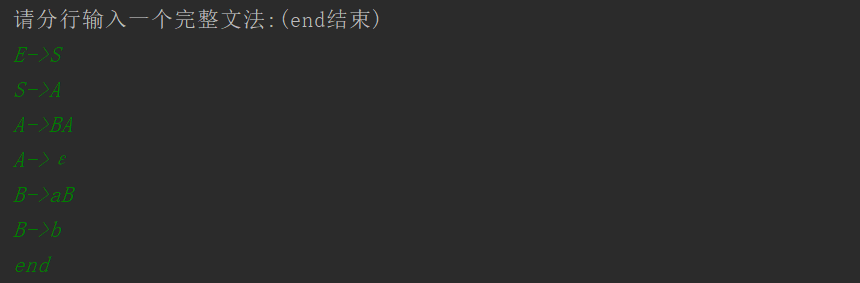 请分行输入一个完整文法:(end结束)
E->S
S->A
A->BA
A->ε
B->aB
B->b
end